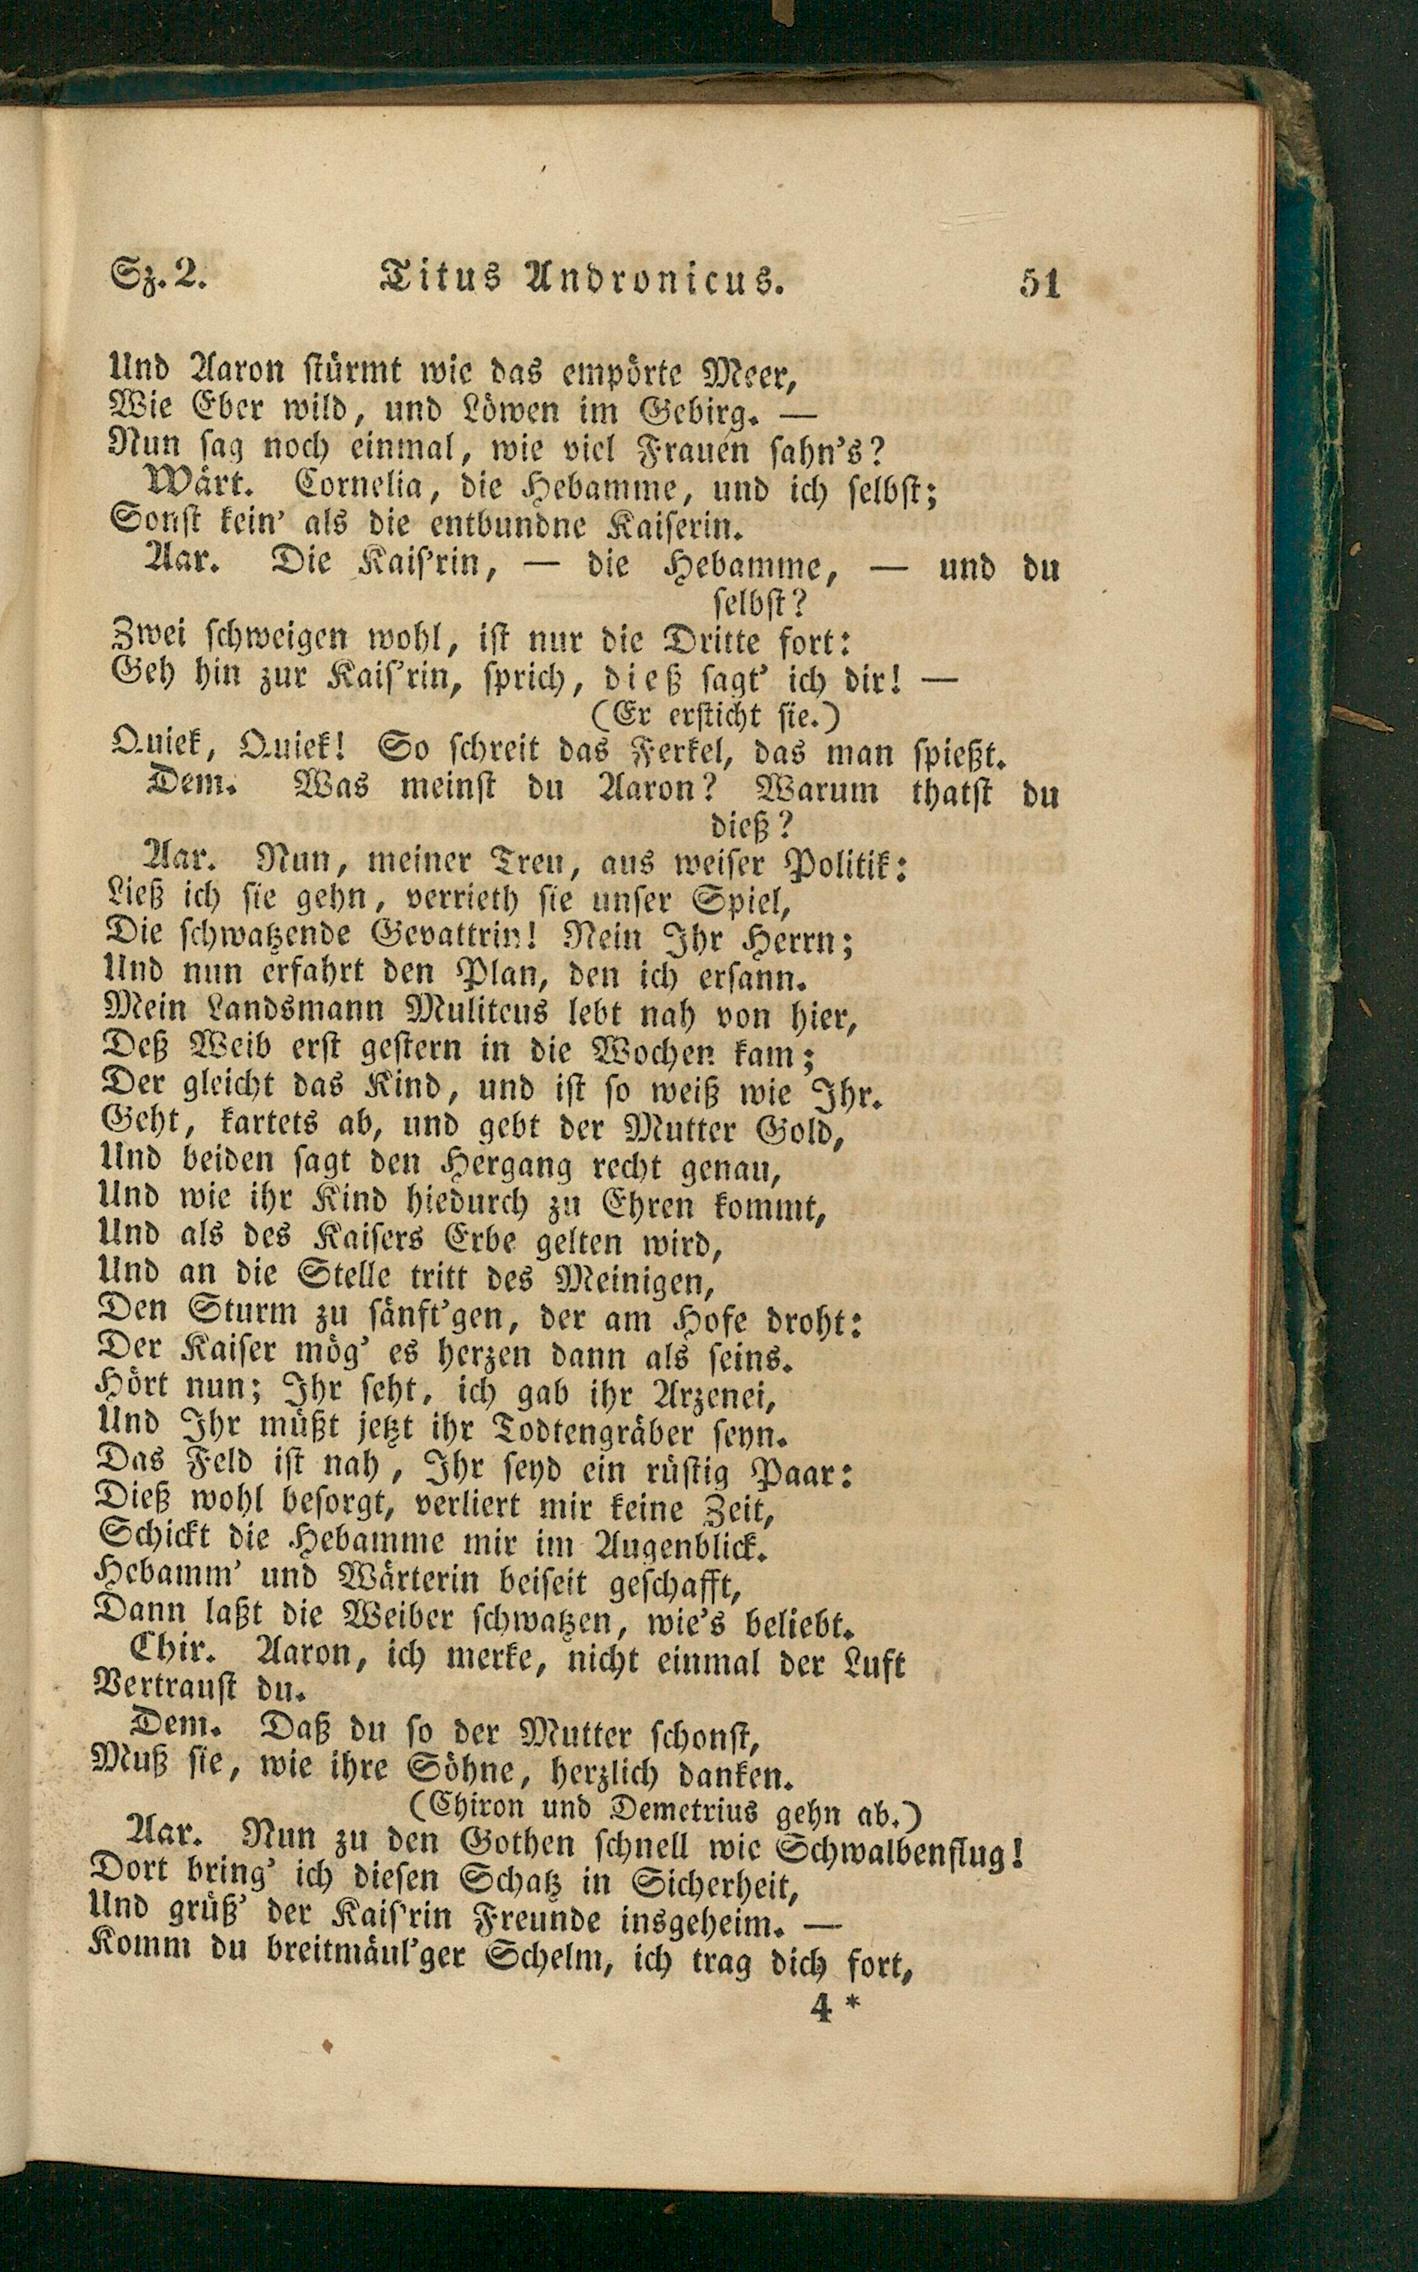 Sz. 2. Titus Andronicus. 51
Und Aaron stürmt wie das empörte Meer,
Wie Eber wild, und Löwen im Gebirg. —
Nun sag noch einmal, wie viel Frauen sahn's?
Wärt. Cornelia, die Hebamme, und ich selbst;
Sonst kein' als die entbundne Kaiserin.
Aar. Die Kais'rin, — die Hebamme, — und du
selbst?
Zwei schweigen wohl, ist nur die Dritte fort:
Geh hin zur Kais'rin, sprich, dieß sagt' ich dir! —
(Er ersticht sie.)
Quiek, Quiek! So schreit das Ferkel, das man spießt.
Dem. Was meinst du Aaron? Warum thatst du
dieß?
Aar. Nun, meiner Treu, aus weiser Politik:
Ließ ich sie gehn, verrieth sie unser Spiel,
Die schwatzende Gevattrin! Nein Ihr Herrn;
Und nun erfahrt den Plan, den ich ersann.
Mein Landsmann Muliteus lebt nah von hier,
Deß Weib erst gestern in die Wochen kam;
Der gleicht das Kind, und ist so weiß wie Ihr.
Geht, kartets ab, und gebt der Mutter Gold,
Und beiden sagt den Hergang recht genau,
Und wie ihr Kind hiedurch zu Ehren kommt,
Und als des Kaisers Erbe gelten wird,
Und an die Stelle tritt des Meinigen,
Den Sturm zu sänft'gen, der am Hofe droht:
Der Kaiser mög' es herzen dann als seins.
Hört nun; Ihr seht, ich gab ihr Arzenei,
Und Ihr müßt jetzt ihr Todtengräber seyn.
Das Feld ist nah, Ihr seyd ein rüstig Paar:
Dieß wohl besorgt, verliert mir keine Zeit,
Schickt die Hebamme mir im Augenblick.
Hebamm' und Wärterin beiseit geschafft,
Dann laßt die Weiber schwatzen, wie's beliebt.
Chir. Aaron, ich merke, nicht einmal der Luft
Vertraust du.
Dem. Daß du so der Mutter schonst,
Muß sie, wie ihre Söhne, herzlich danken.
(Chiron und Demetrius gehn ab.)
Aar. Nun zu den Gothen schnell wie Schwalbenflug!
Dort bring' ich diesen Schatz in Sicherheit,
Und grüß' der Kais'rin Freunde insgeheim. —
Komm du breitmäul'ger Schelm, ich trag dich fort,
4 *